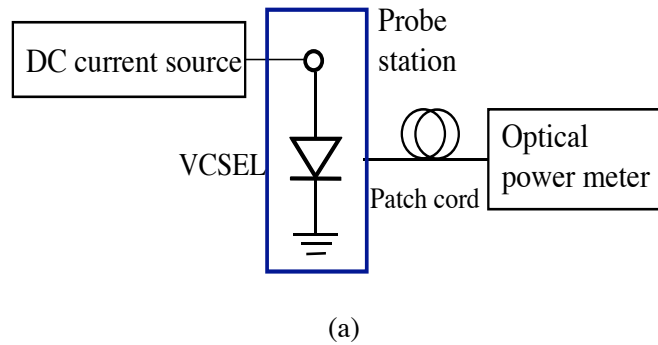 Probe
station
DC current source
VCSEL
Optical
power meter
Patch cord
(a)